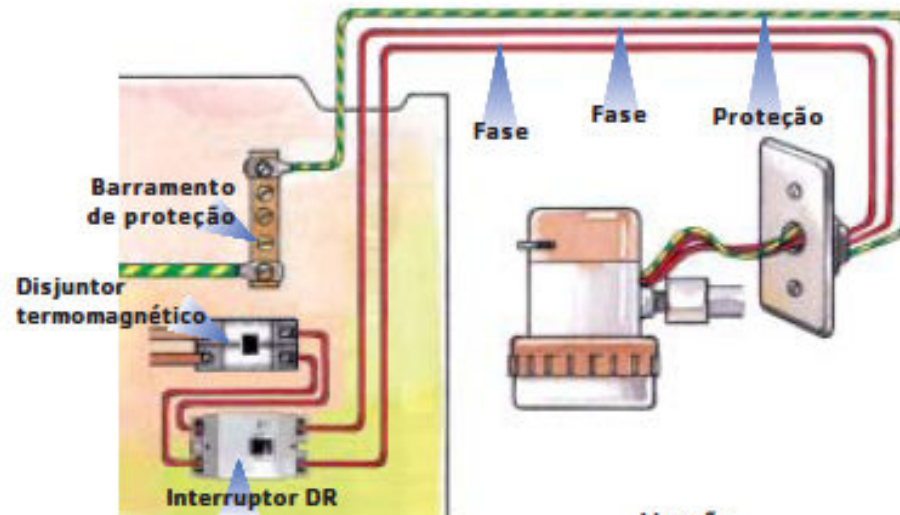 Fase
Fase
Proteção
Barramento
de proteção
Disjuntor
termomagnético
Interruptor DR